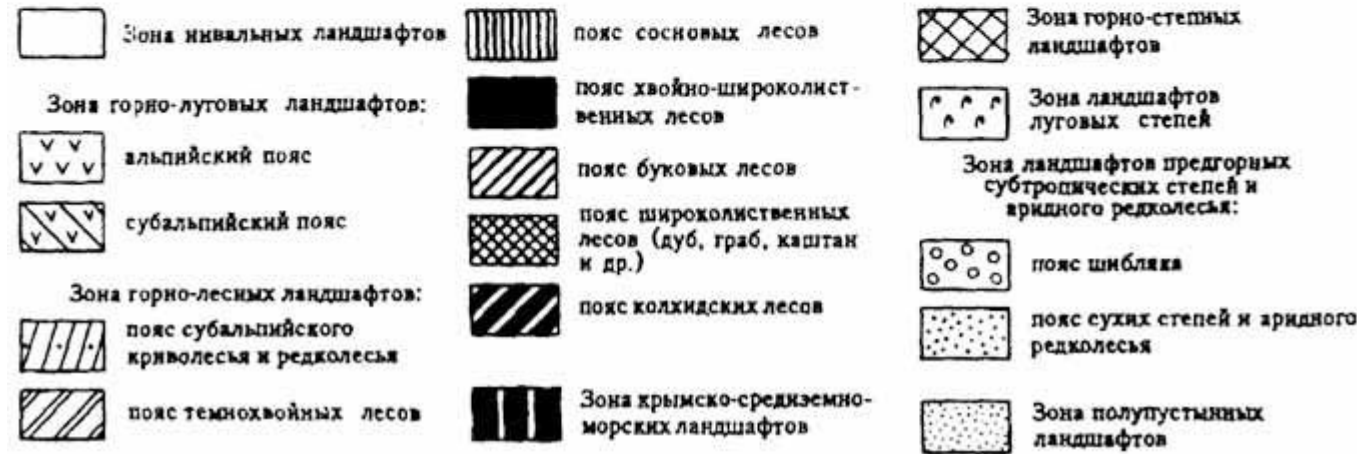 Зона нивальных ландшафтов
Зона горно-луговых ландшафтов:
альпийский пояс
субальпийский пояс
Зона горно-лесных ландшафтов:
пояс субальпийского
криволесья и редколесья
пояс темнохвойных лесов
пояс сосновых лесов
пояс хвойно-широколист-
венных лесов
пояс буковых лесов
пояс широколиственных
лесов (дуб, граб, каштан
и др.)
пояс колхидских лесов
Зона крымско-средиземно-
морских ландшафтов
Зона горно-степных
ландшафтов
Зона ландшафтов
луговых степей
Зона ландшафтов предгорных
субтропических степей и
аридного редколесья:
пояс шибляка
пояс сухих степей и аридного
редколесья
Зона полупустынных
ландшафтов